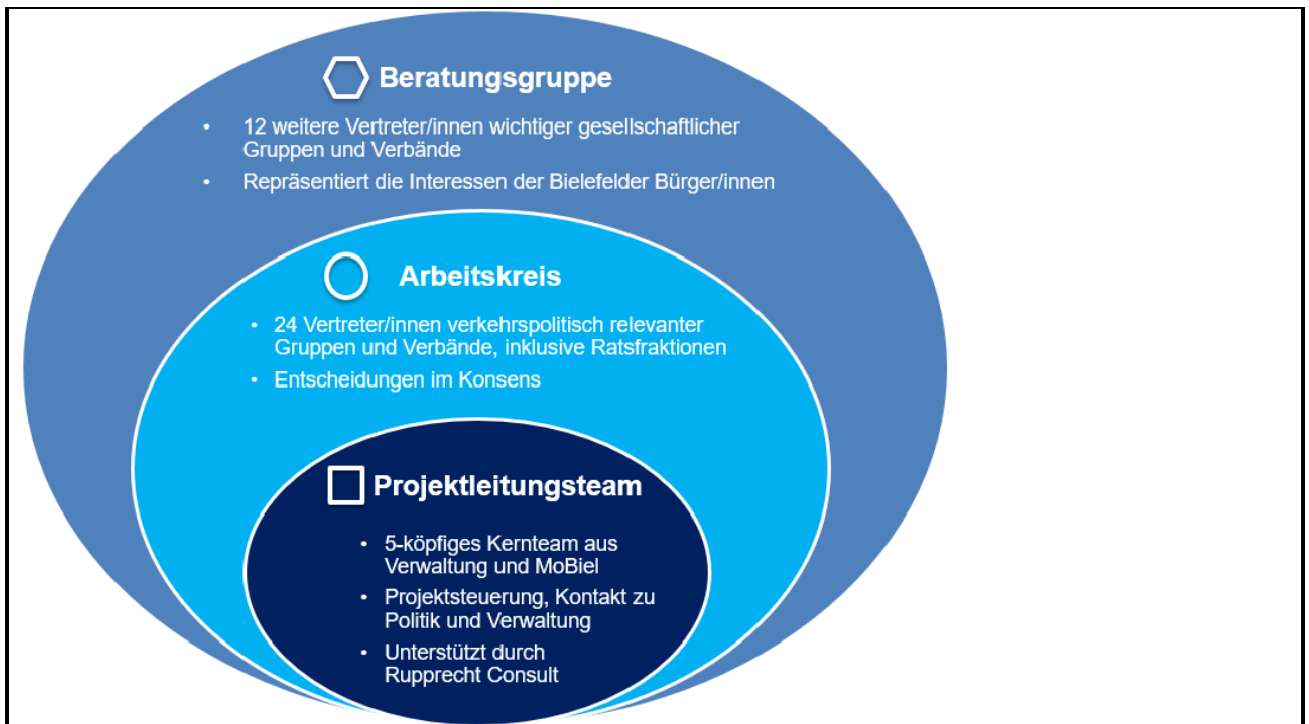 Beratungsgruppe
• 12 weitere Vertreter/innen wichtiger gesellschaftlicher
Gruppen und Verbände
• Repräsentiert die Interessen der Bielefelder Bürger/innen
Arbeitskreis
• 24 Vertreter/innen verkehrspolitisch relevanter
Gruppen und Verbände, inklusive Ratsfraktionen
• Entscheidungen im Konsens
Projektleitungsteam
• 5-köpfiges Kernteam aus
Verwaltung und MoBiel
• Projektsteuerung, Kontakt zu
Politik und Verwaltung
• Unterstützt durch
Rupprecht Consult